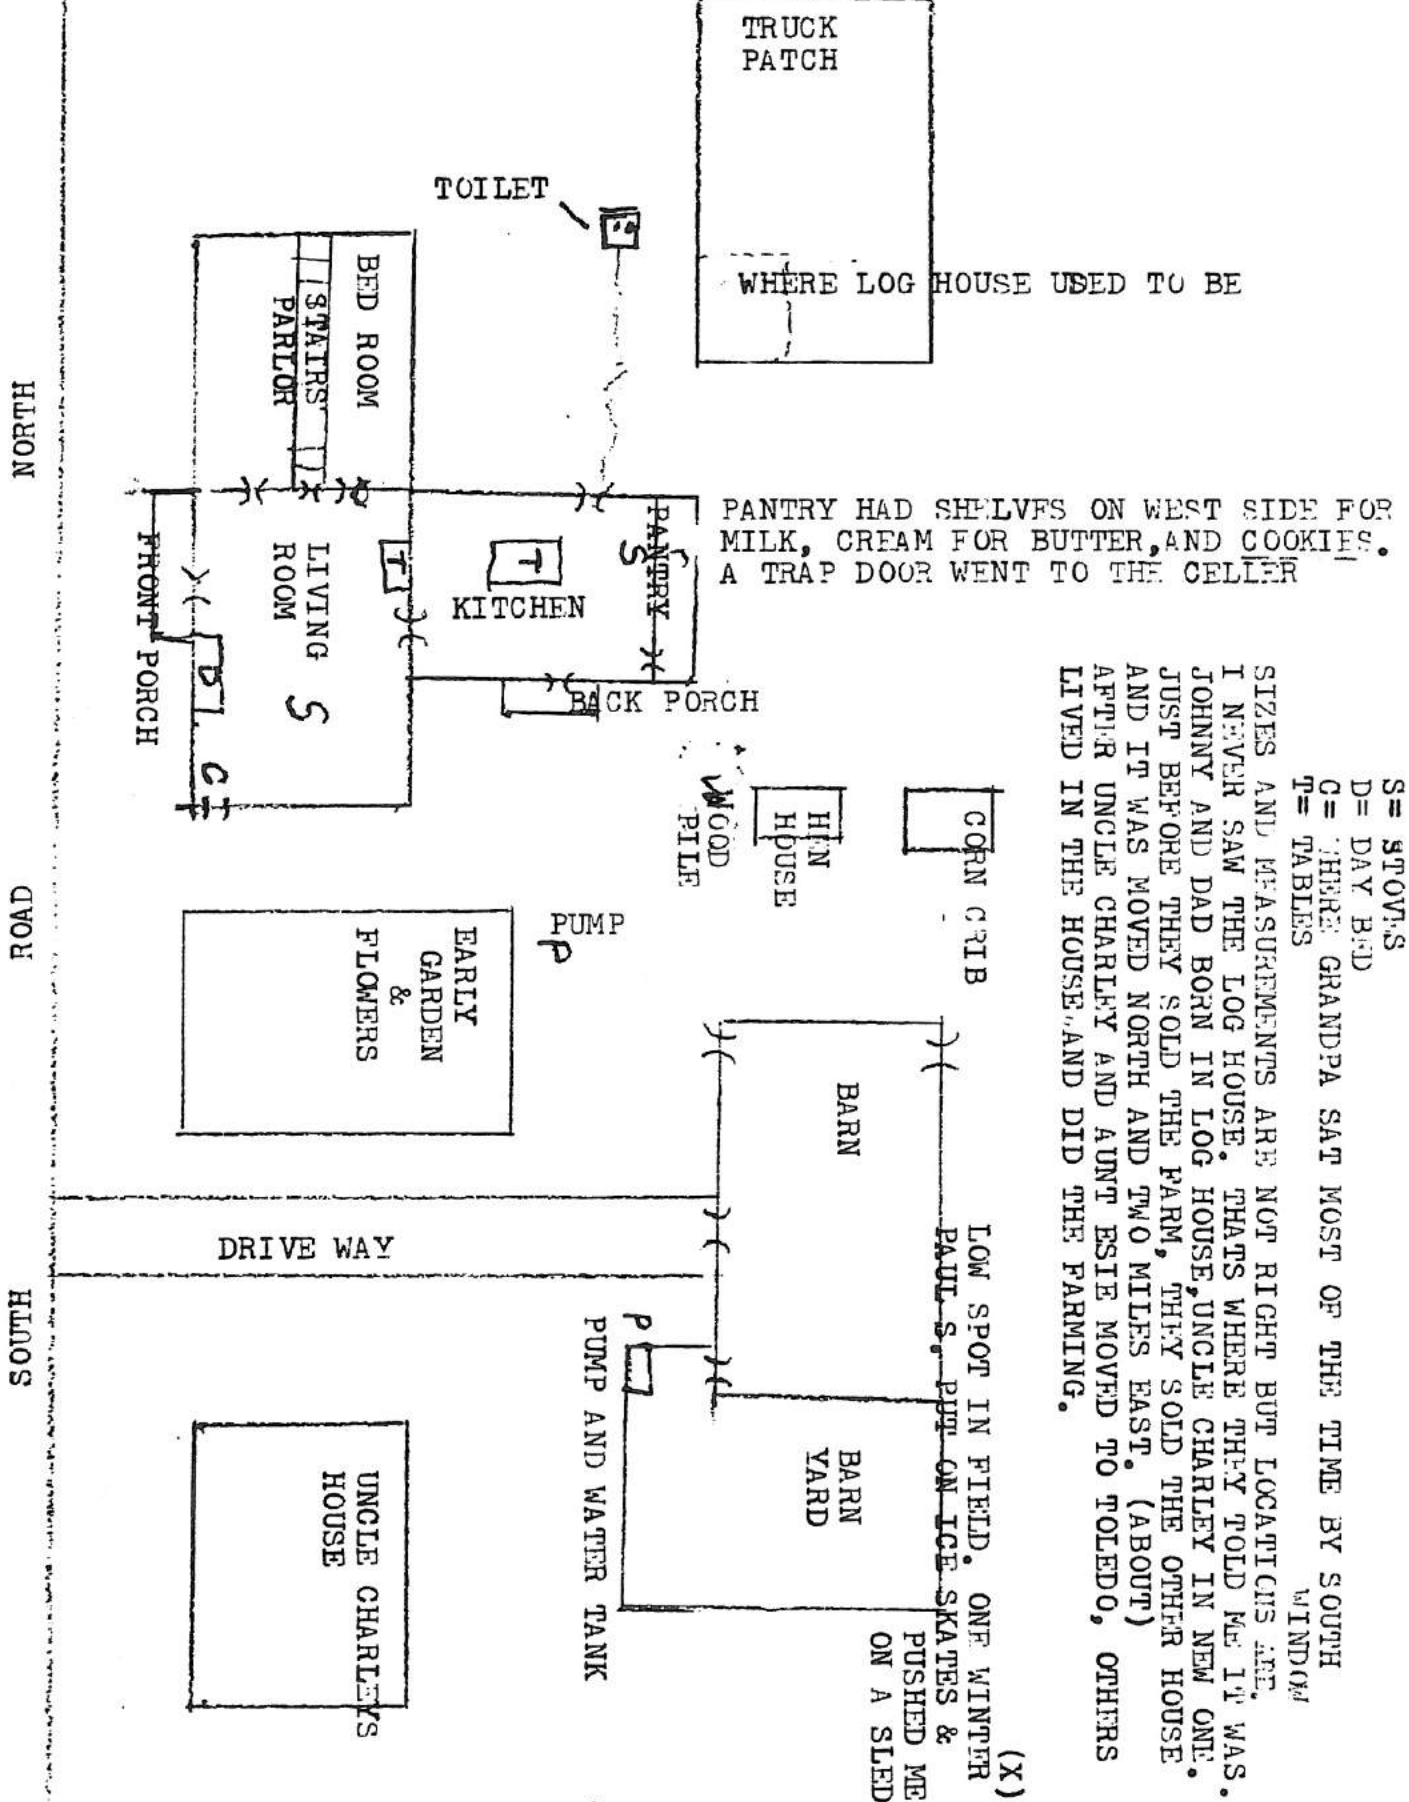 TRUCK
PATCH
TOILET
WHERE LOG HOUSE USED TO BE
BED ROOM
STAIRS
PARLOR
NORTH
PANTRY HAD SHELVES ON WEST SIDE FOR
MILK, CREAM FOR BUTTER,AND COOKIES.
A TRAP DOOR WENT TO THE CELLER
PANTRY
S
T
KITCHEN
T
LIVING
ROOM
S
FRONT PORCH
D
C
BACK PORCH
S= STOVES
D= DAY BED
C= THERE GRANDPA SAT MOST OF THE TIME BY SOUTH
WINDOW
T= TABLES
SIZES AND MEASUREMENTS ARE NOT RIGHT BUT LOCATIONS ARE.
I NEVER SAW THE LOG HOUSE. THATS WHERE THEY TOLD ME IT WAS.
JOHNNY AND DAD BORN IN LOG HOUSE,UNCLE CHARLEY IN NEW ONE.
JUST BEFORE THEY SOLD THE FARM, THEY SOLD THE OTHER HOUSE
AND IT WAS MOVED NORTH AND TWO MILES EAST. (ABOUT)
AFTER UNCLE CHARLEY AND AUNT ESIE MOVED TO TOLEDO, OTHERS
LIVED IN THE HOUSE AND DID THE FARMING.
WOOD
PILE
HEN
HOUSE
CORN CRIB
ROAD
PUMP
P
EARLY
GARDEN
&
FLOWERS
BARN
DRIVE WAY
SOUTH
P
PUMP AND WATER TANK
BARN
YARD
(X)
LOW SPOT IN FIELD. ONE WINTER
PAUL S. PUT ON ICE SKATES &
PUSHED ME
ON A SLED
UNCLE CHARLEYS
HOUSE